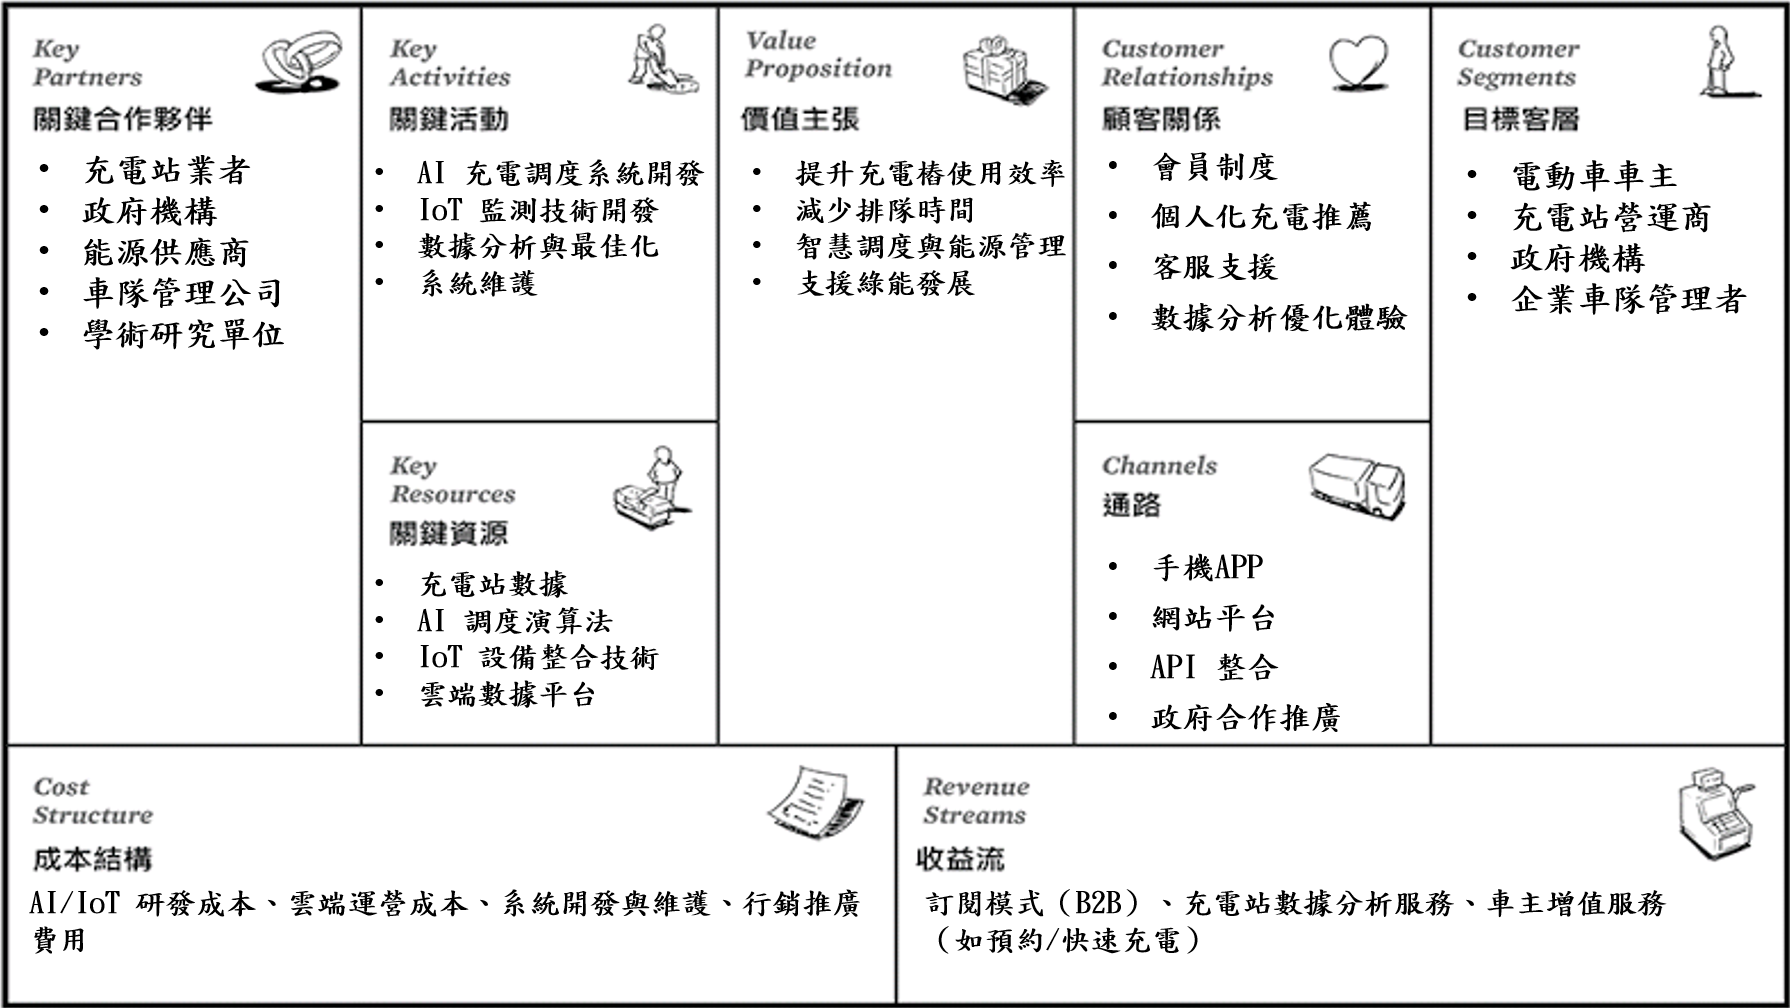 Key
Partners
關鍵合作夥伴
• 充電站業者
• 政府機構
• 能源供應商
• 車隊管理公司
• 學術研究單位
Key
Activities
關鍵活動
• AI 充電調度系統開發
• IoT 監測技術開發
• 數據分析與最佳化
• 系統維護
Key
Resources
關鍵資源
• 充電站數據
• AI 調度演算法
• IoT 設備整合技術
• 雲端數據平台
Value
Proposition
價值主張
• 提升充電樁使用效率
• 減少排隊時間
• 智慧調度與能源管理
• 支援綠能發展
Customer
Relationships
顧客關係
• 會員制度
• 個人化充電推薦
• 客服支援
• 數據分析優化體驗
Channels
通路
• 手機APP
• 網站平台
• API 整合
• 政府合作推廣
Customer
Segments
目標客層
• 電動車車主
• 充電站營運商
• 政府機構
• 企業車隊管理者
Cost
Structure
成本結構
AI/IoT 研發成本、雲端運營成本、系統開發與維護、行銷推廣
費用
Revenue
Streams
收益流
訂閱模式（B2B）、充電站數據分析服務、車主增值服務
（如預約/快速充電）